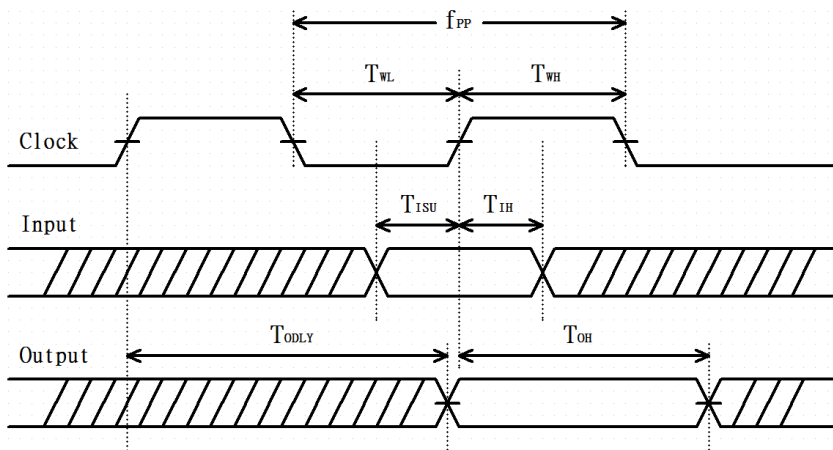 fPP
TWL TWH
Clock
TISU TIH
Input
TODLY TOH
Output